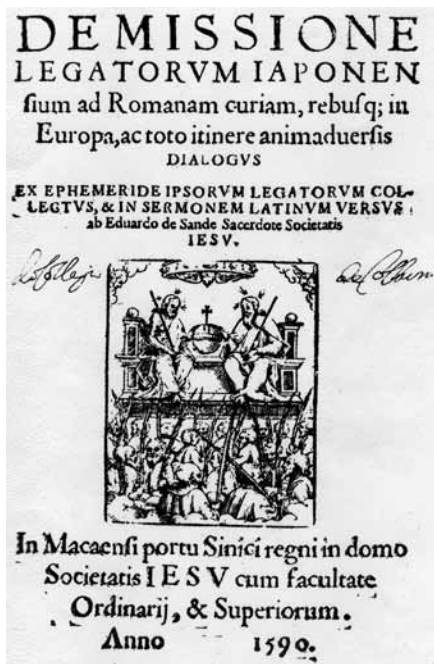 DE MISSIONE
LEGATORVM IAPONEN
ſium ad Romanam curiam, rebuſq; in
Europa, ac toto itinere animaduerſis
DIALOGVS
EX EPHEMERIDE IPSORVM LEGATORVM COL-
LECTVS, & IN SERMONEM LATINVM VERSVS
ab Eduardo de Sande Sacerdote Societatis
IESV.
In Macaenſi portu Sinici regni in domo
Societatis IESV cum facultate
Ordinarij, & Superiorum.
Anno 1590.